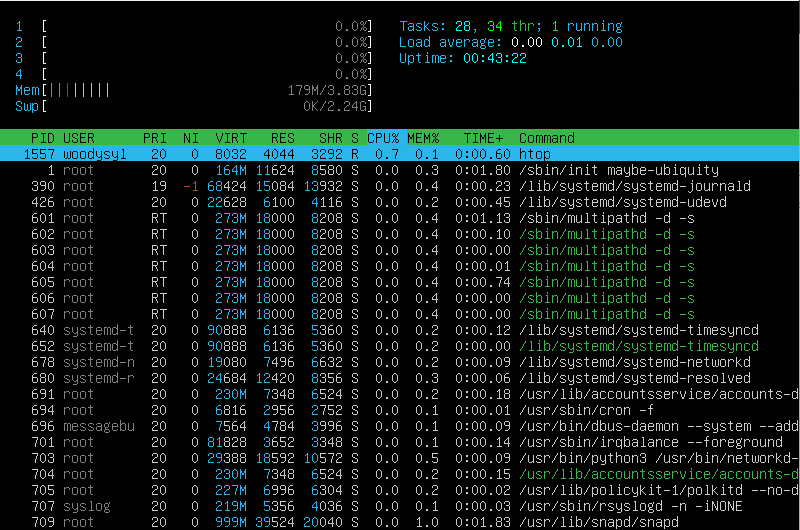 1 [ 0.0%] Tasks: 28, 34 thr; 1 running
2 [ 0.0%] Load average: 0.00 0.01 0.00
3 [ 0.0%] Uptime: 00:43:22
4 [ 0.0%]
Mem[|||||||| 179M/3.83G]
Swp[ 0K/2.24G]
PID USER PRI NI VIRT RES SHR S CPU% MEM% TIME+ Command
1557 woodysyl 20 0 8032 4044 3292 R 0.7 0.1 0:00.60 htop
1 root 20 0 164M 11624 8580 S 0.0 0.3 0:01.80 /sbin/init maybe-ubiquity
390 root 19 -1 68424 15084 13932 S 0.0 0.4 0:00.23 /lib/systemd/systemd-journald
426 root 20 0 22628 6100 4116 S 0.0 0.2 0:00.45 /lib/systemd/systemd-udevd
601 root RT 0 273M 18000 8208 S 0.0 0.4 0:01.13 /sbin/multipathd -d -s
602 root RT 0 273M 18000 8208 S 0.0 0.4 0:00.10 /sbin/multipathd -d -s
603 root RT 0 273M 18000 8208 S 0.0 0.4 0:00.00 /sbin/multipathd -d -s
604 root RT 0 273M 18000 8208 S 0.0 0.4 0:00.01 /sbin/multipathd -d -s
605 root RT 0 273M 18000 8208 S 0.0 0.4 0:00.74 /sbin/multipathd -d -s
606 root RT 0 273M 18000 8208 S 0.0 0.4 0:00.00 /sbin/multipathd -d -s
607 root RT 0 273M 18000 8208 S 0.0 0.4 0:00.00 /sbin/multipathd -d -s
640 systemd-t 20 0 90888 6136 5360 S 0.0 0.2 0:00.12 /lib/systemd/systemd-timesyncd
652 systemd-t 20 0 90888 6136 5360 S 0.0 0.2 0:00.00 /lib/systemd/systemd-timesyncd
678 systemd-n 20 0 19080 7496 6632 S 0.0 0.2 0:00.09 /lib/systemd/systemd-networkd
680 systemd-r 20 0 24684 12420 8356 S 0.0 0.3 0:00.06 /lib/systemd/systemd-resolved
691 root 20 0 230M 7348 6524 S 0.0 0.2 0:00.18 /usr/lib/accountsservice/accounts-d
694 root 20 0 6816 2956 2752 S 0.0 0.1 0:00.01 /usr/sbin/cron -f
696 messagebu 20 0 7564 4784 3996 S 0.0 0.1 0:00.09 /usr/bin/dbus-daemon --system --add
701 root 20 0 81828 3652 3348 S 0.0 0.1 0:00.14 /usr/sbin/irqbalance --foreground
703 root 20 0 29388 18592 10572 S 0.0 0.5 0:00.09 /usr/bin/python3 /usr/bin/networkd-
704 root 20 0 230M 7348 6524 S 0.0 0.2 0:00.15 /usr/lib/accountsservice/accounts-d
705 root 20 0 227M 6996 6304 S 0.0 0.2 0:00.02 /usr/lib/policykit-1/polkitd --no-d
707 syslog 20 0 219M 5356 4036 S 0.0 0.1 0:00.03 /usr/sbin/rsyslogd -n -iNONE
709 root 20 0 999M 39524 20040 S 0.0 1.0 0:01.83 /usr/lib/snapd/snapd